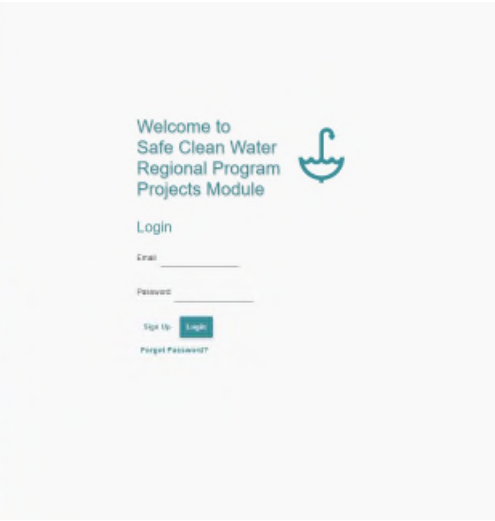 Welcome to
Safe Clean Water
Regional Program
Projects Module
Login
Email
Password
Sign Up
Login
Forgot Password?